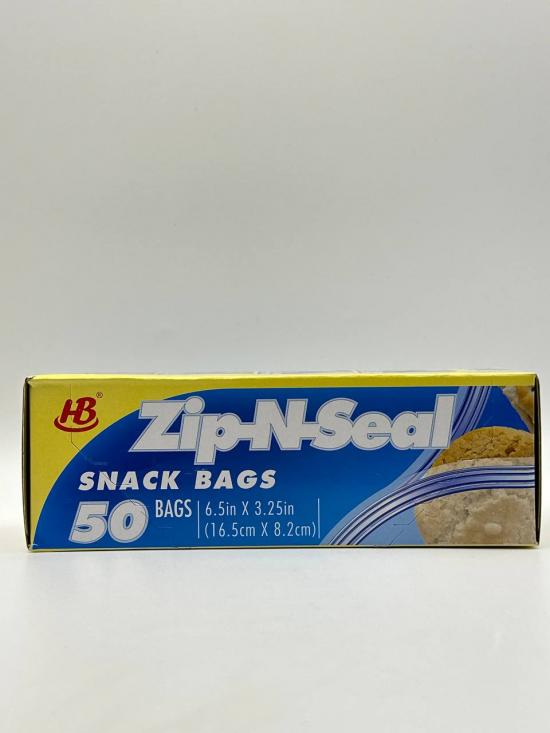 HB®
Zip-N-Seal
SNACK BAGS
50 BAGS 6.5in X 3.25in
(16.5cm X 8.2cm)